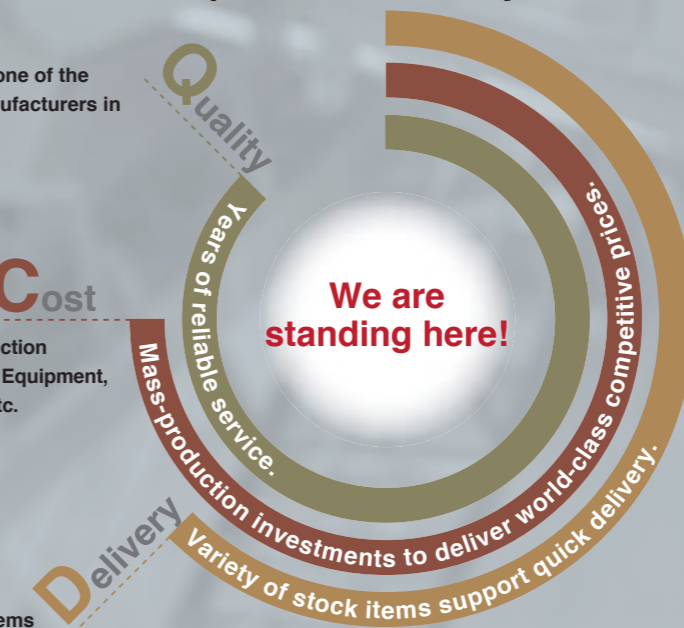 one of the
ufacturers in
Quality
Years of reliable service.
Cost
ction
Equipment,
tc.
Mass-production investments to deliver world-class competitive prices.
We are
standing here!
Delivery
Variety of stock items support quick delivery.
ems